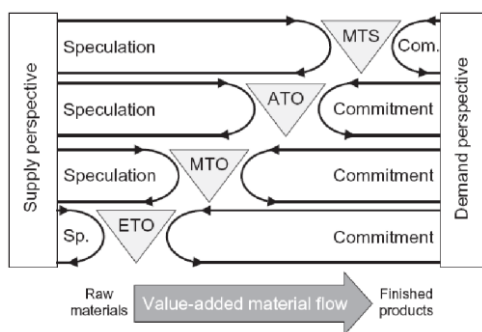 Supply perspective
Speculation
MTS
Com.
Speculation
ATO
Commitment
Speculation
MTO
Commitment
Sp.
ETO
Commitment
Demand perspective
Raw
materials
Value-added material flow
Finished
products